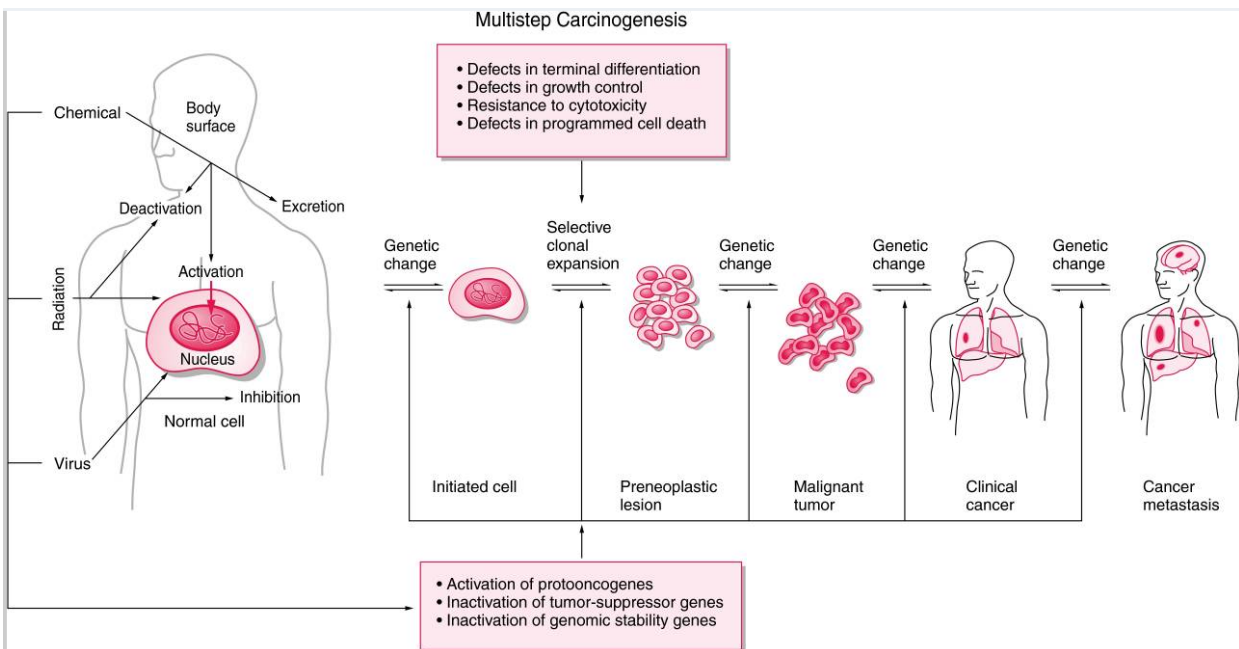 Multistep Carcinogenesis
• Defects in terminal differentiation
• Defects in growth control
• Resistance to cytotoxicity
• Defects in programmed cell death
Chemical
Body
surface
Deactivation
Excretion
Radiation
Activation
Nucleus
Inhibition
Normal cell
Virus
Genetic
change
Selective
clonal
expansion
Genetic
change
Genetic
change
Genetic
change
Initiated cell
Preneoplastic
lesion
Malignant
tumor
Clinical
cancer
Cancer
metastasis
• Activation of protooncogenes
• Inactivation of tumor-suppressor genes
• Inactivation of genomic stability genes